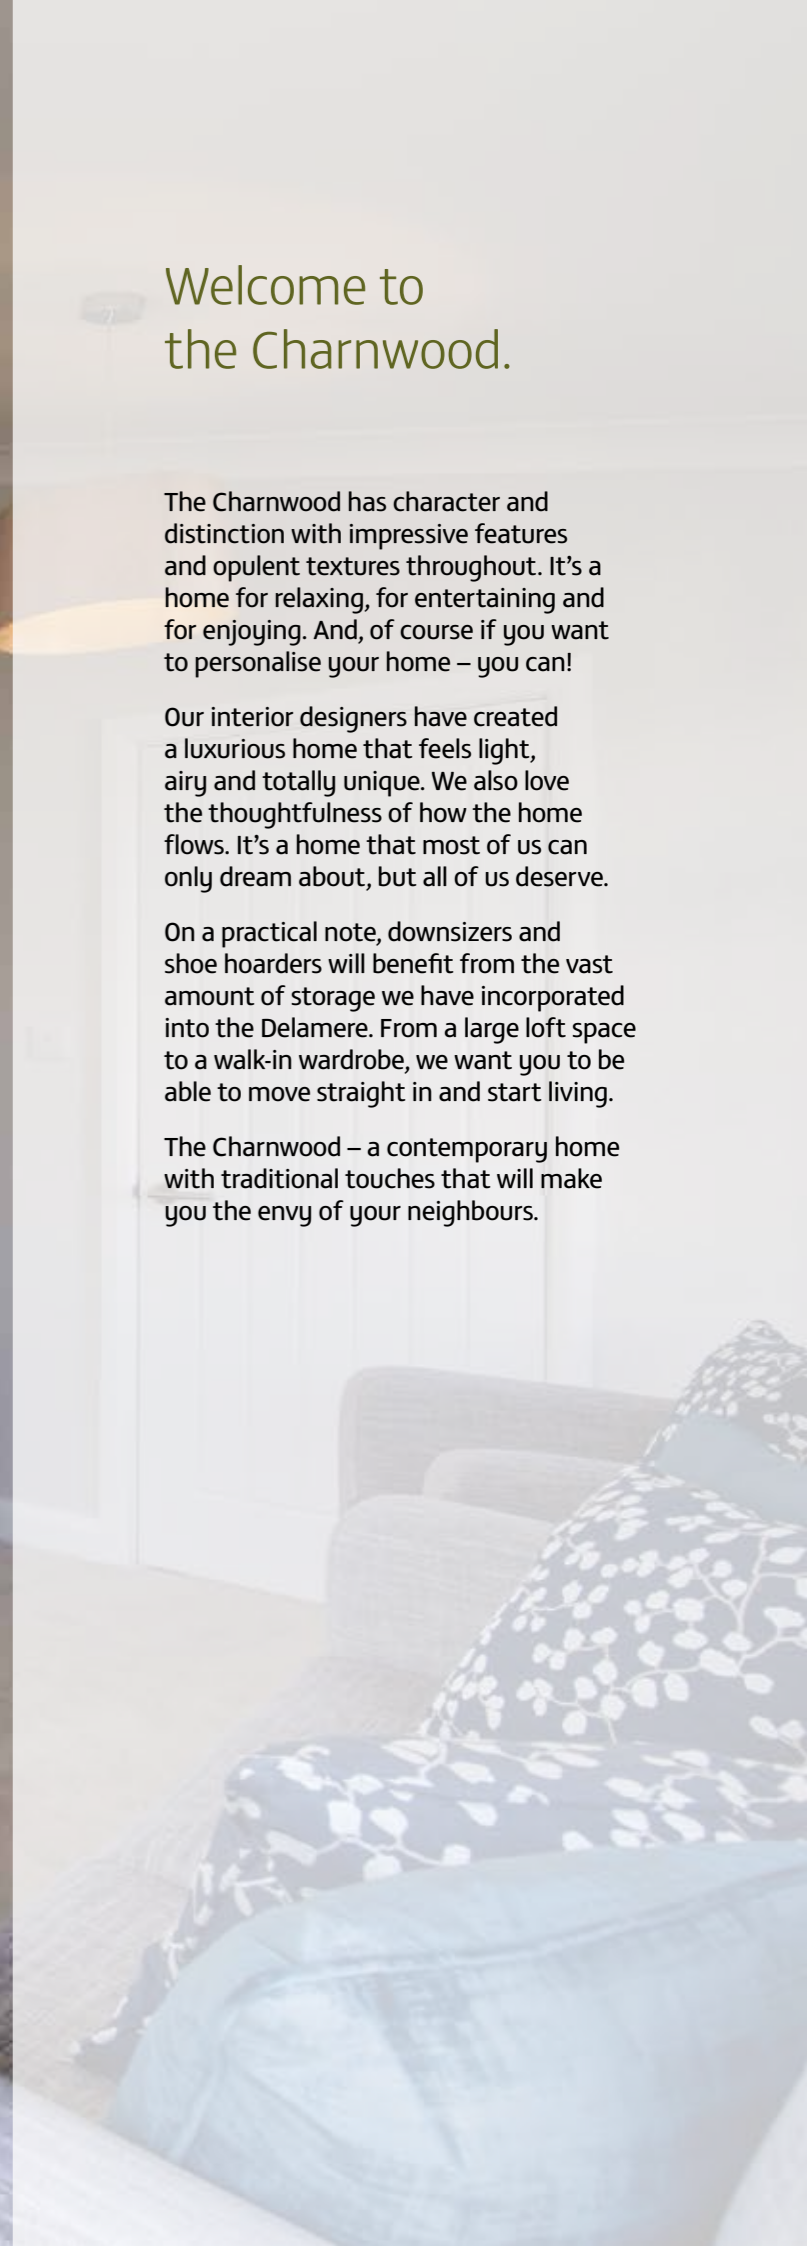 Welcome to
the Charnwood.
The Charnwood has character and
distinction with impressive features
and opulent textures throughout. It’s a
home for relaxing, for entertaining and
for enjoying. And, of course if you want
to personalise your home – you can!
Our interior designers have created
a luxurious home that feels light,
airy and totally unique. We also love
the thoughtfulness of how the home
flows. It’s a home that most of us can
only dream about, but all of us deserve.
On a practical note, downsizers and
shoe hoarders will benefit from the vast
amount of storage we have incorporated
into the Delamere. From a large loft space
to a walk-in wardrobe, we want you to be
able to move straight in and start living.
The Charnwood – a contemporary home
with traditional touches that will make
you the envy of your neighbours.